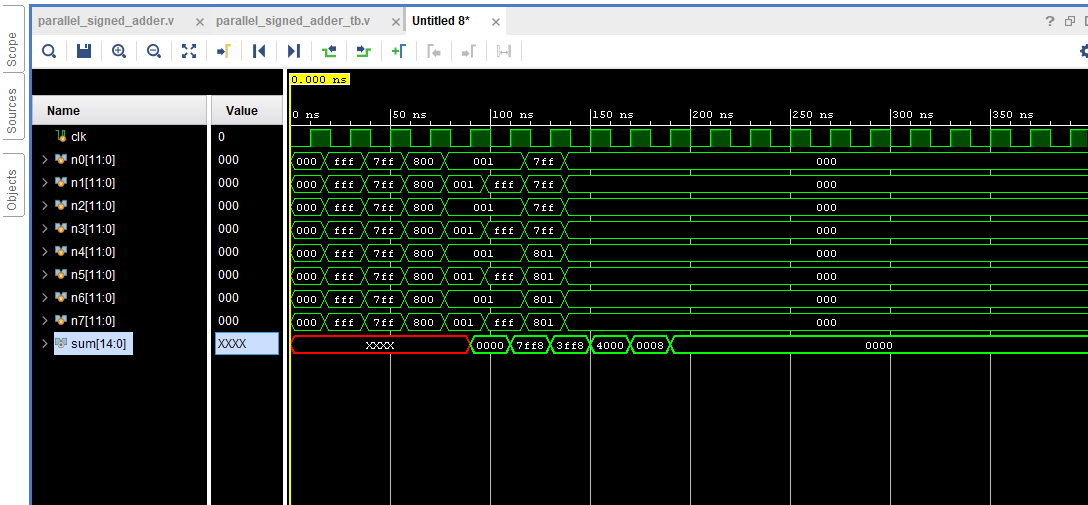 parallel_signed_adder.v × parallel_signed_adder_tb.v × Untitled 8* ×
?
Scope
Sources
Objects
0.000 ns
Name Value
0 ns 50 ns 100 ns 150 ns 200 ns 250 ns 300 ns 350 ns
clk 0
n0[11:0] 000 000 fff 7ff 800 001 7ff 000
n1[11:0] 000 000 fff 7ff 800 001 fff 7ff 000
n2[11:0] 000 000 fff 7ff 800 001 7ff 000
n3[11:0] 000 000 fff 7ff 800 001 fff 7ff 000
n4[11:0] 000 000 fff 7ff 800 001 801 000
n5[11:0] 000 000 fff 7ff 800 001 fff 801 000
n6[11:0] 000 000 fff 7ff 800 001 801 000
n7[11:0] 000 000 fff 7ff 800 001 fff 801 000
sum[14:0] XXXX XXXX 0000 7ff8 3ff8 4000 0008 0000